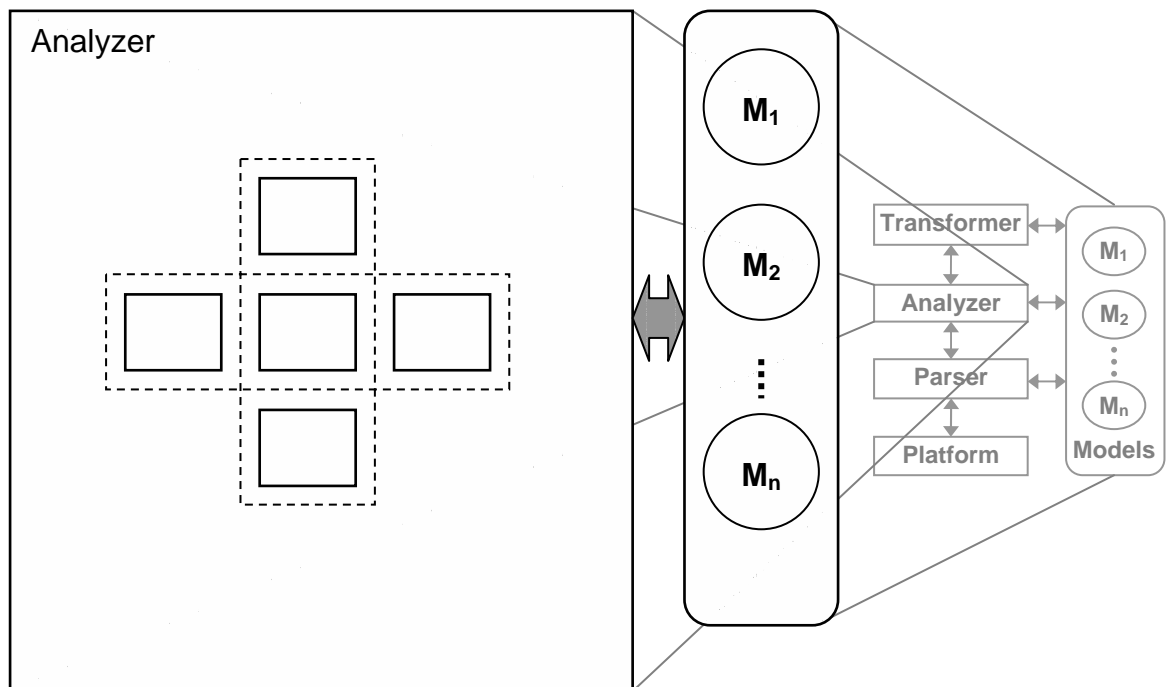 Analyzer
M₁
M₂
Mₙ
Transformer
Analyzer
Parser
Platform
M₁
M₂
Mₙ
Models